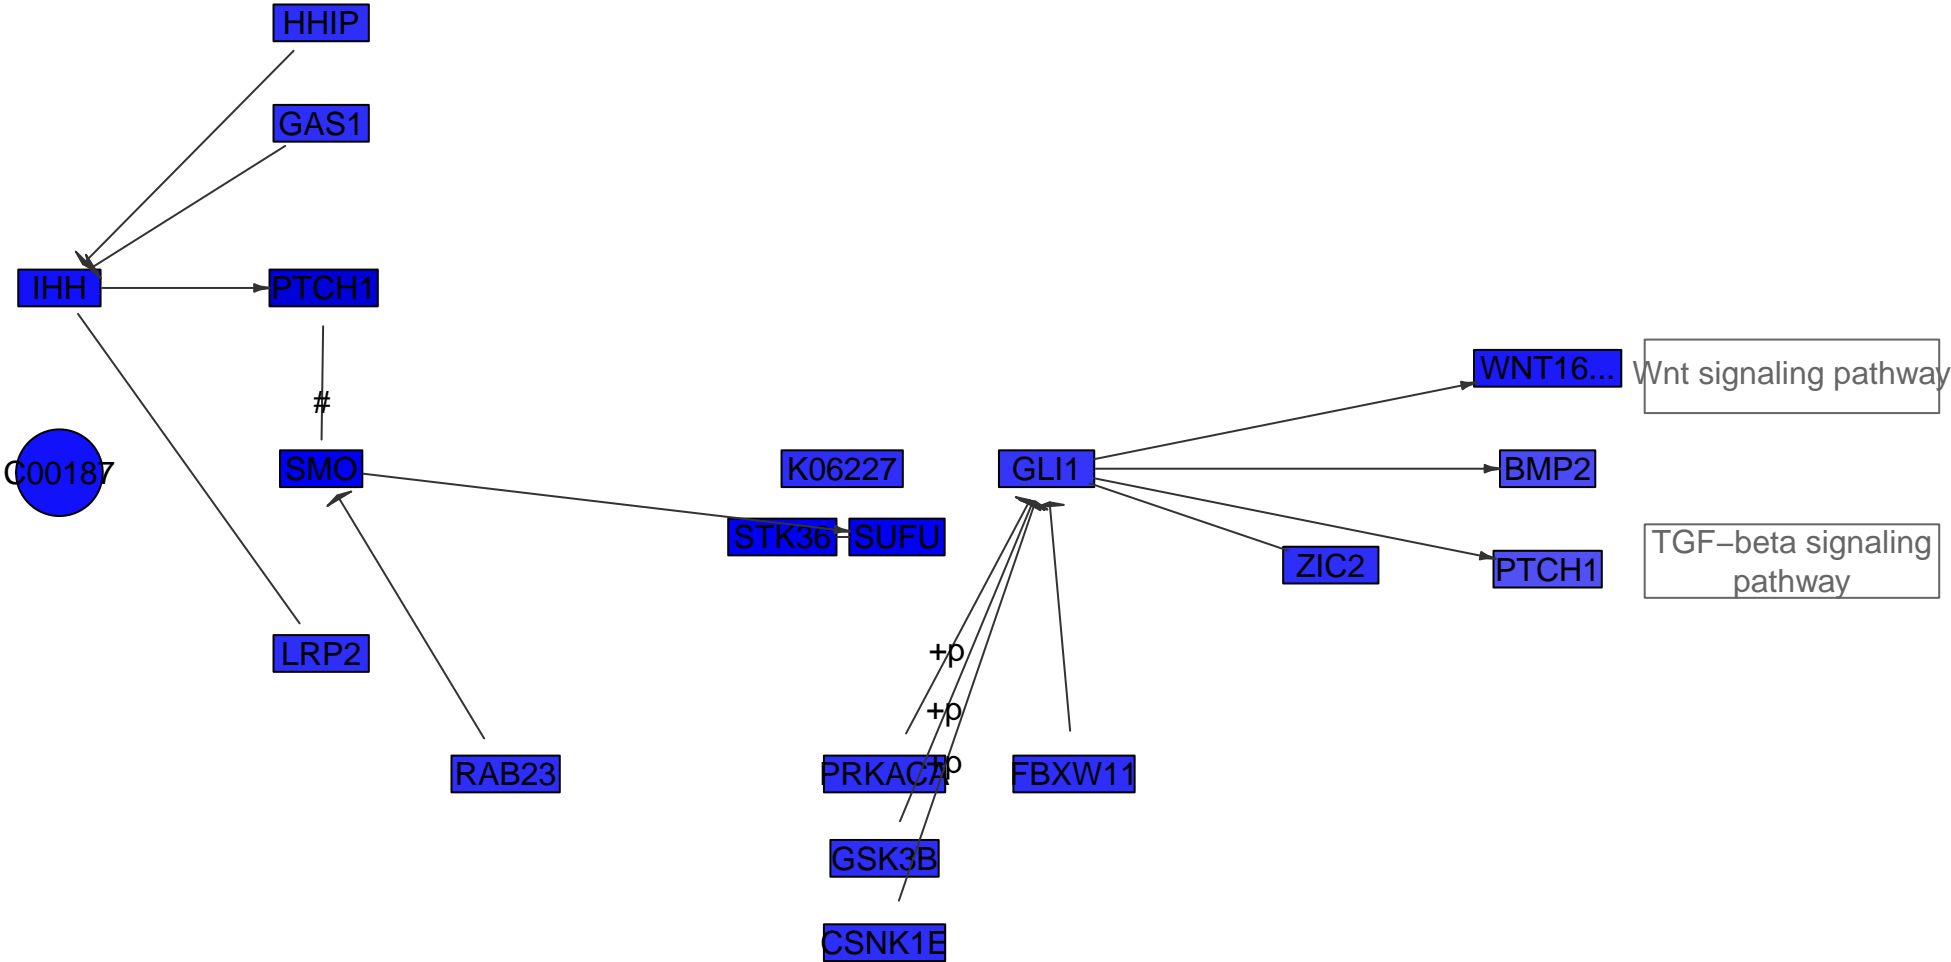 HHIP
GAS1
IHH
PTCH1
WNT16...
Wnt signaling pathway
#
C00187
SMO
K06227
GLI1
BMP2
STK36
SUFU
TGF−beta signaling
pathway
ZIC2
PTCH1
LRP2
+p
+p
+p
RAB23
PRKACA
FBXW11
GSK3B
CSNK1E